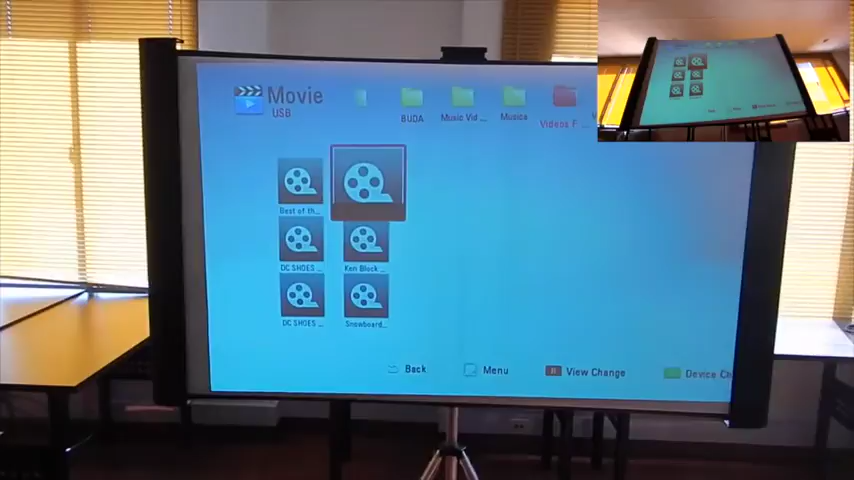 Movie
USB
BUDA
Music Vid ...
Musica
Videos F ...
Best of th...
DC SHOES ...
Ken Block ...
DC SHOES ...
Snowboard...
Back
Menu
View Change
Device Ch